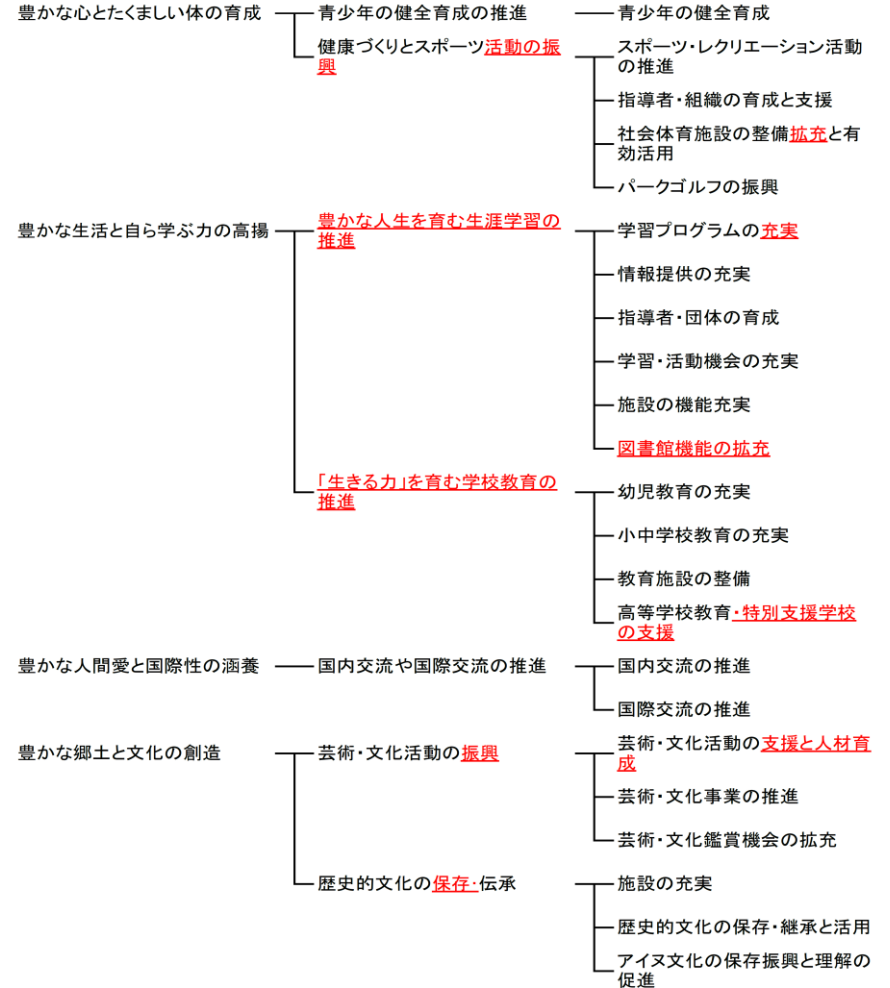 豊かな心とたくましい体の育成
青少年の健全育成の推進
青少年の健全育成
健康づくりとスポーツ活動の振
興
スポーツ・レクリエーション活動
の推進
指導者・組織の育成と支援
社会体育施設の整備拡充と有
効活用
パークゴルフの振興
豊かな生活と自ら学ぶ力の高揚
豊かな人生を育む生涯学習の
推進
学習プログラムの充実
情報提供の充実
指導者・団体の育成
学習・活動機会の充実
施設の機能充実
図書館機能の拡充
「生きる力」を育む学校教育の
推進
幼児教育の充実
小中学校教育の充実
教育施設の整備
高等学校教育・特別支援学校
の支援
豊かな人間愛と国際性の涵養
国内交流や国際交流の推進
国内交流の推進
国際交流の推進
豊かな郷土と文化の創造
芸術・文化活動の振興
芸術・文化活動の支援と人材育
成
芸術・文化事業の推進
芸術・文化鑑賞機会の拡充
歴史的文化の保存・伝承
施設の充実
歴史的文化の保存・継承と活用
アイヌ文化の保存振興と理解の
促進